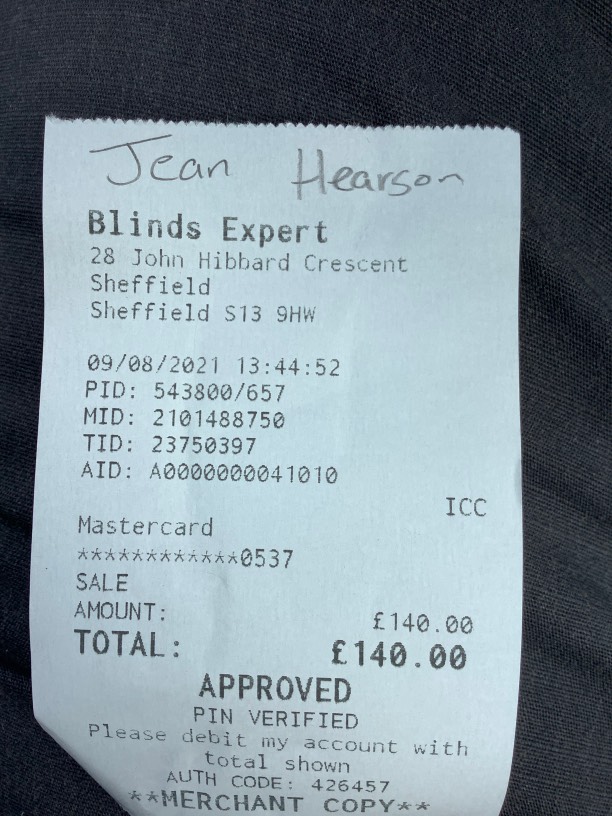 Jean Hearson
Blinds Expert
28 John Hibbard Crescent
Sheffield
Sheffield S13 9HW
09/08/2021 13:44:52
PID: 543800/657
MID: 2101488750
TID: 23750397
AID: A0000000041010
ICC
Mastercard
************0537
SALE
AMOUNT: £140.00
TOTAL: £140.00
APPROVED
PIN VERIFIED
Please debit my account with
total shown
AUTH CODE: 426457
**MERCHANT COPY**